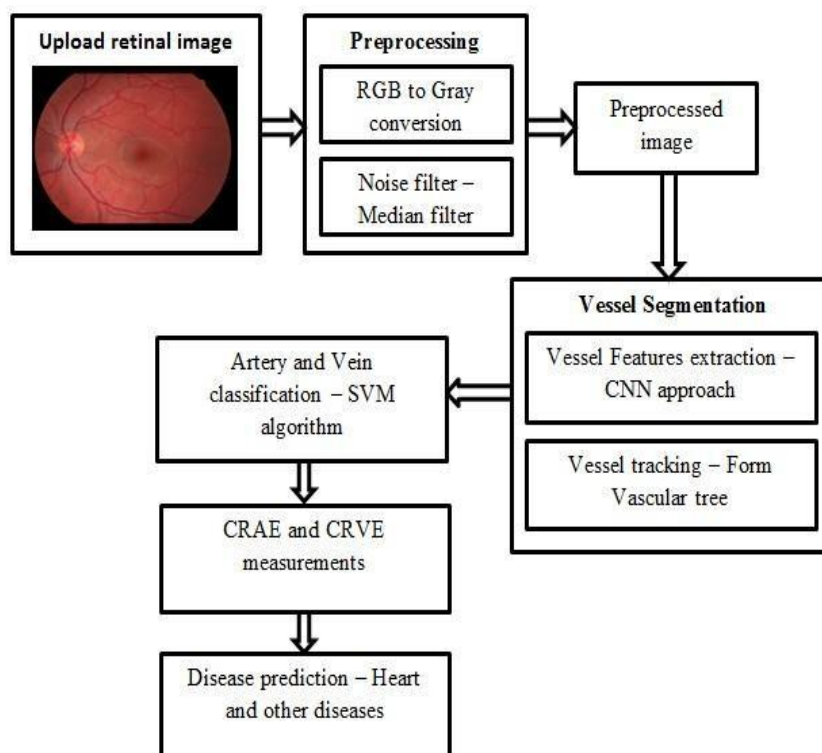 Upload retinal image
Preprocessing
RGB to Gray
conversion
Noise filter –
Median filter
Preprocessed
image
Vessel Segmentation
Vessel Features extraction –
CNN approach
Vessel tracking – Form
Vascular tree
Artery and Vein
classification – SVM
algorithm
CRAE and CRVE
measurements
Disease prediction – Heart
and other diseases